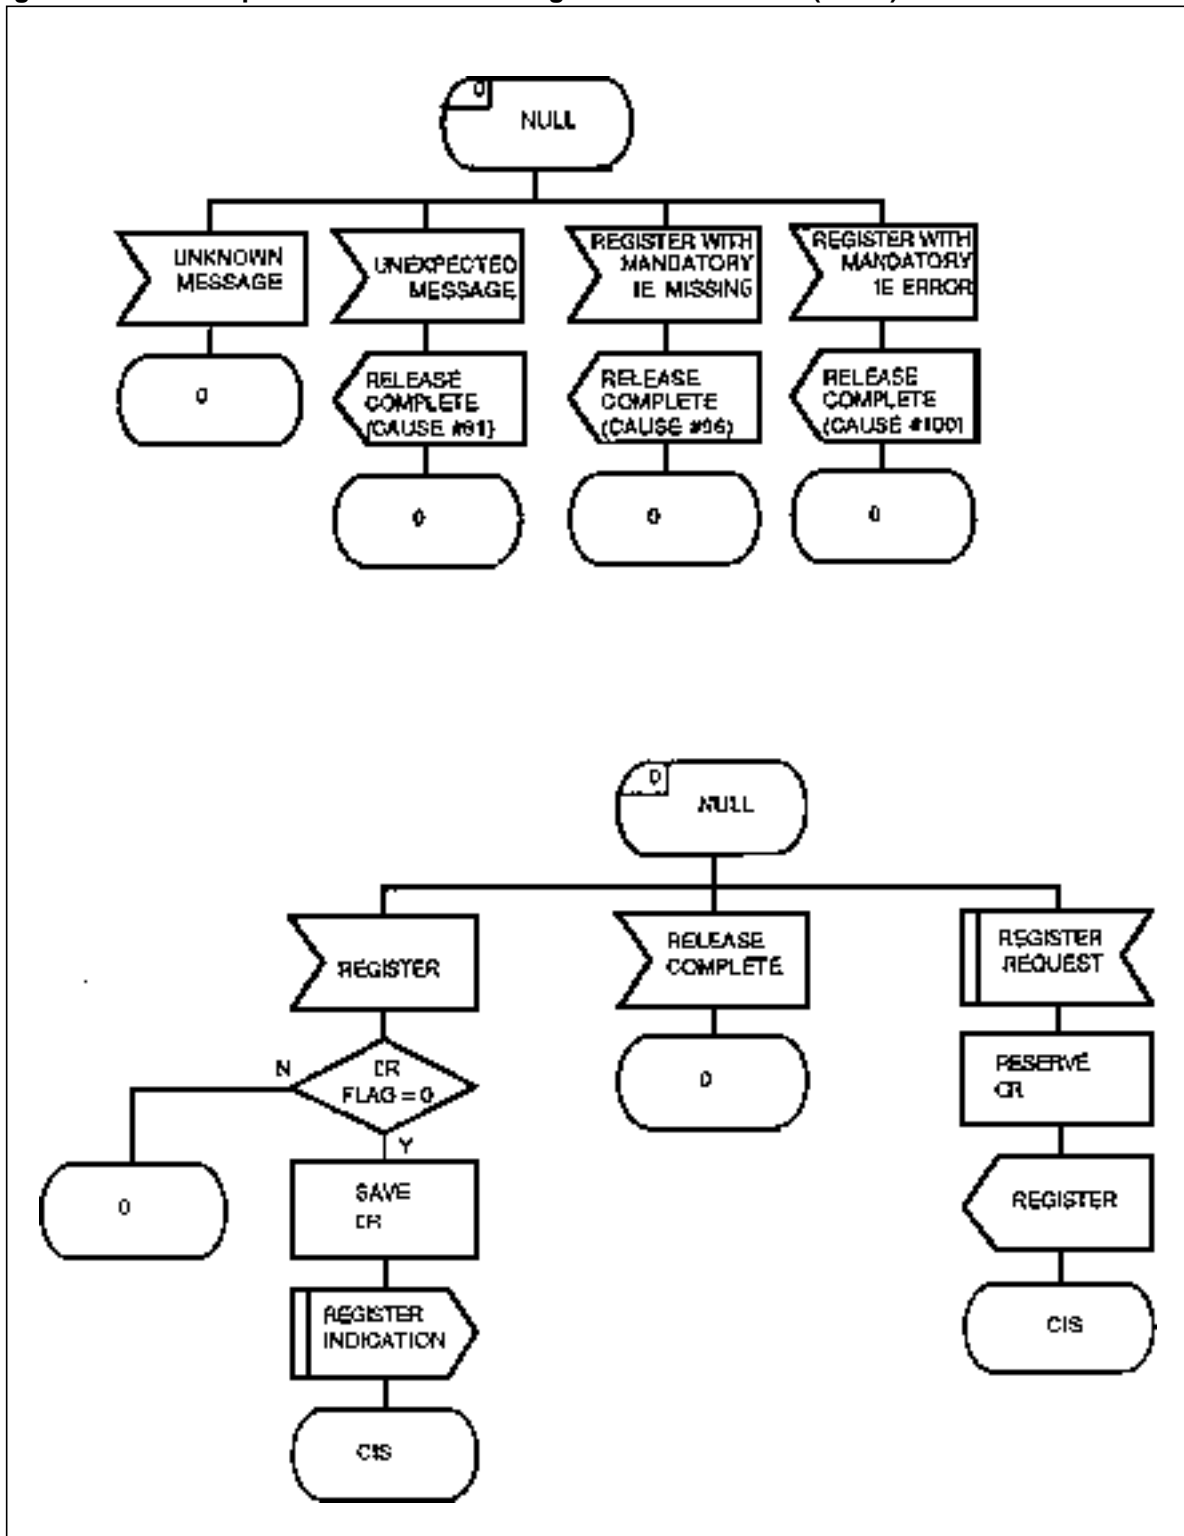 0
NULL
UNKNOWN
MESSAGE
UNEXPECTED
MESSAGE
REGISTER WITH
MANDATORY
IE MISSING
REGISTER WITH
MANDATORY
IE ERROR
0
RELEASE
COMPLETE
(CAUSE #81)
RELEASE
COMPLETE
(CAUSE #96)
RELEASE
COMPLETE
(CAUSE #100)
0
0
0
0
NULL
REGISTER
RELEASE
COMPLETE
REGISTER
REQUEST
N
CR
FLAG = 0
Y
0
RESERVE
CR
0
SAVE
CR
REGISTER
REGISTER
INDICATION
CIS
CIS